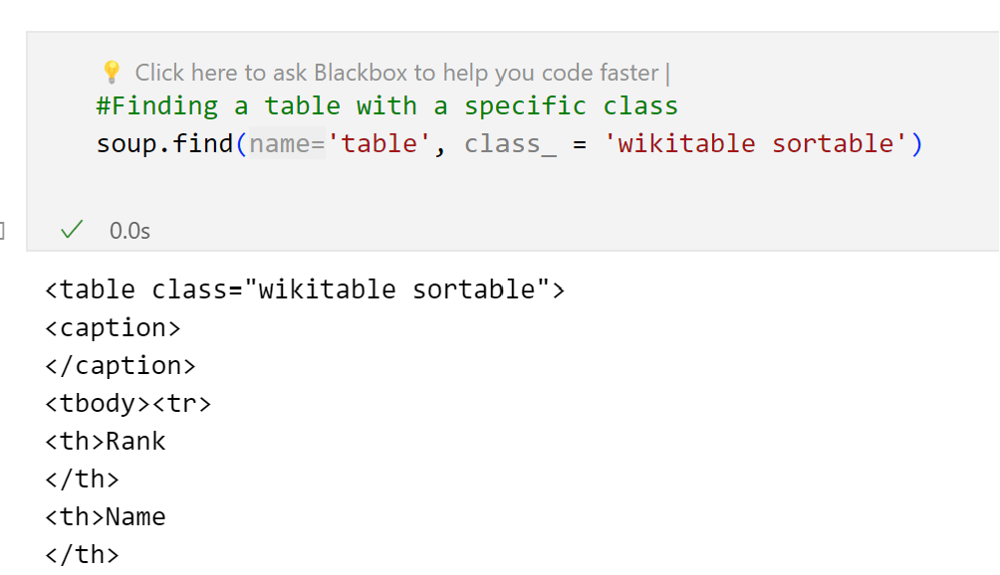 Click here to ask Blackbox to help you code faster |
#Finding a table with a specific class
soup.find(name='table', class_ = 'wikitable sortable')
0.0s
<table class="wikitable sortable">
<caption>
</caption>
<tbody><tr>
<th>Rank
</th>
<th>Name
</th>